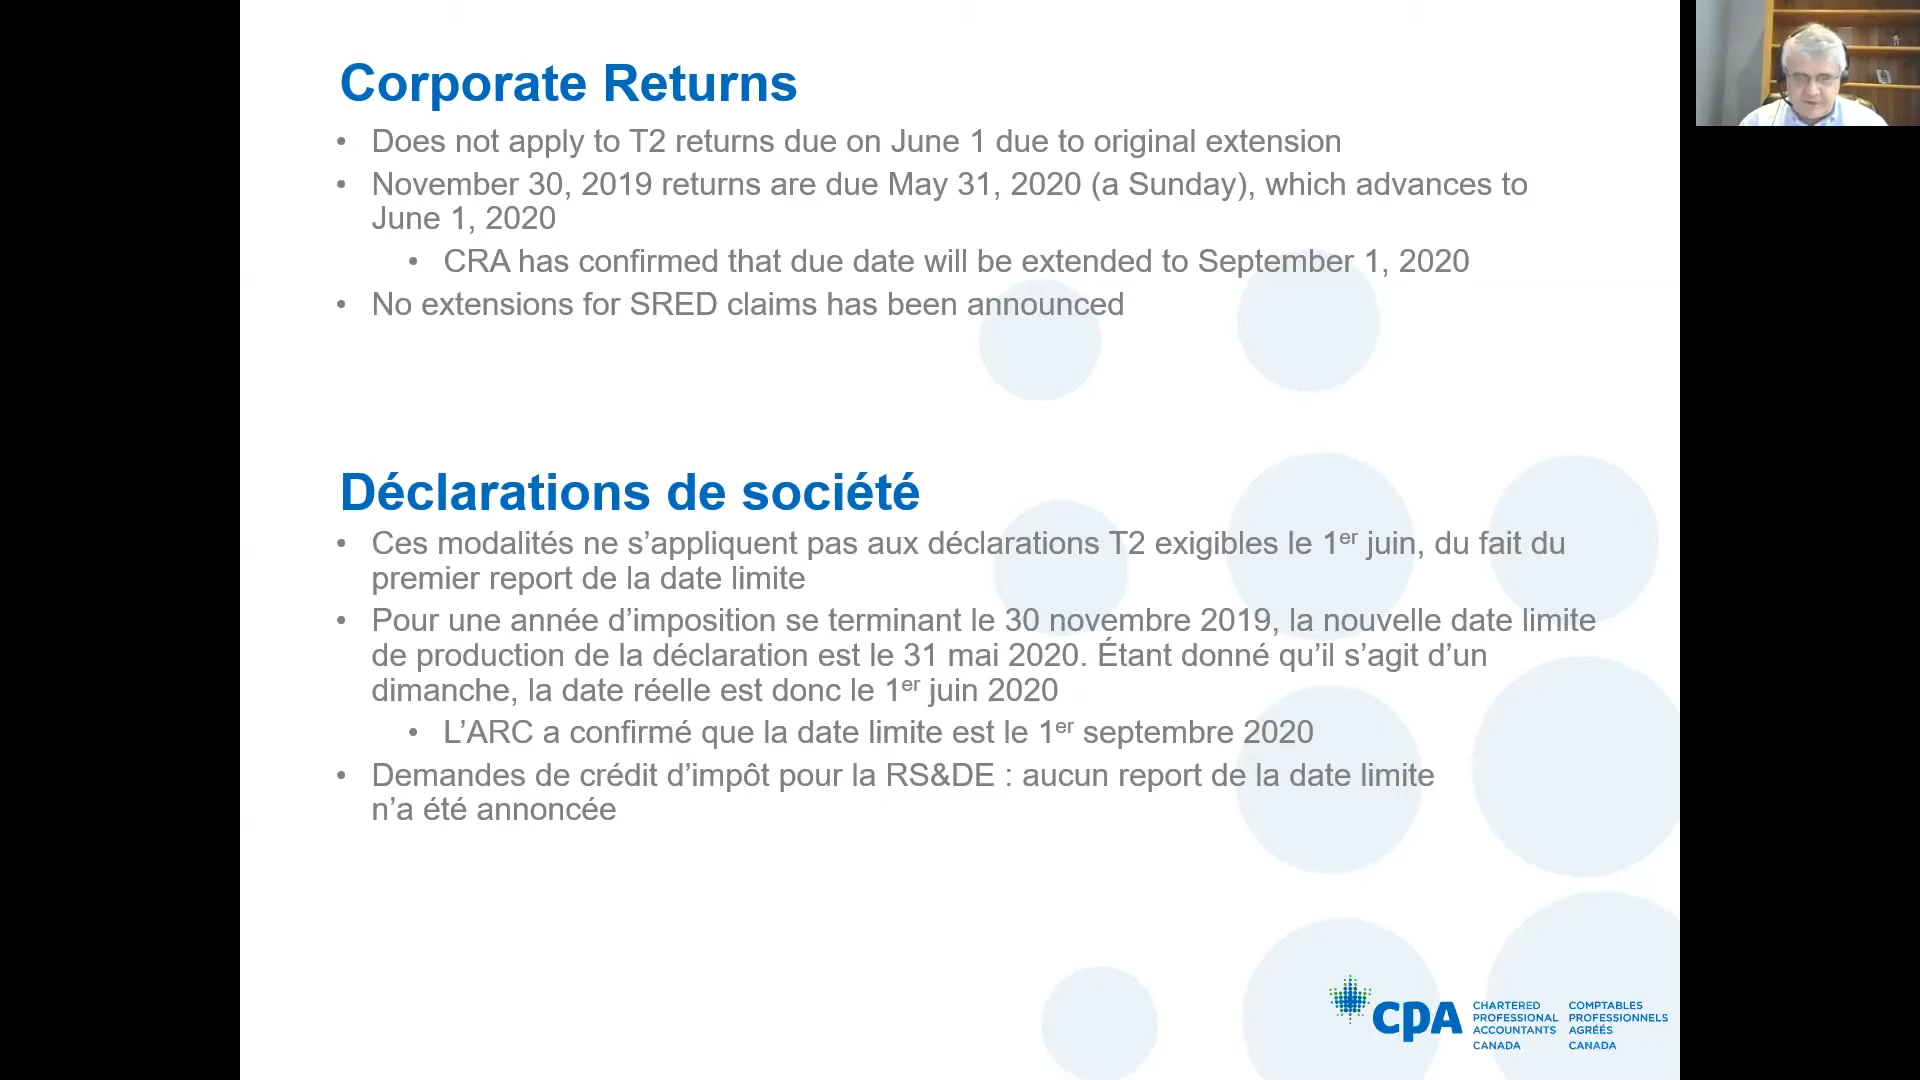 Corporate Returns
• Does not apply to T2 returns due on June 1 due to original extension
• November 30, 2019 returns are due May 31, 2020 (a Sunday), which advances to
June 1, 2020
• CRA has confirmed that due date will be extended to September 1, 2020
• No extensions for SRED claims has been announced
Déclarations de société
• Ces modalités ne s’appliquent pas aux déclarations T2 exigibles le 1er juin, du fait du
premier report de la date limite
• Pour une année d’imposition se terminant le 30 novembre 2019, la nouvelle date limite
de production de la déclaration est le 31 mai 2020. Étant donné qu’il s’agit d’un
dimanche, la date réelle est donc le 1er juin 2020
• L’ARC a confirmé que la date limite est le 1er septembre 2020
• Demandes de crédit d’impôt pour la RS&DE : aucun report de la date limite
n’a été annoncée
CPA
CHARTERED
PROFESSIONAL
ACCOUNTANTS
CANADA
COMPTABLES
PROFESSIONNELS
AGRÉÉS
CANADA